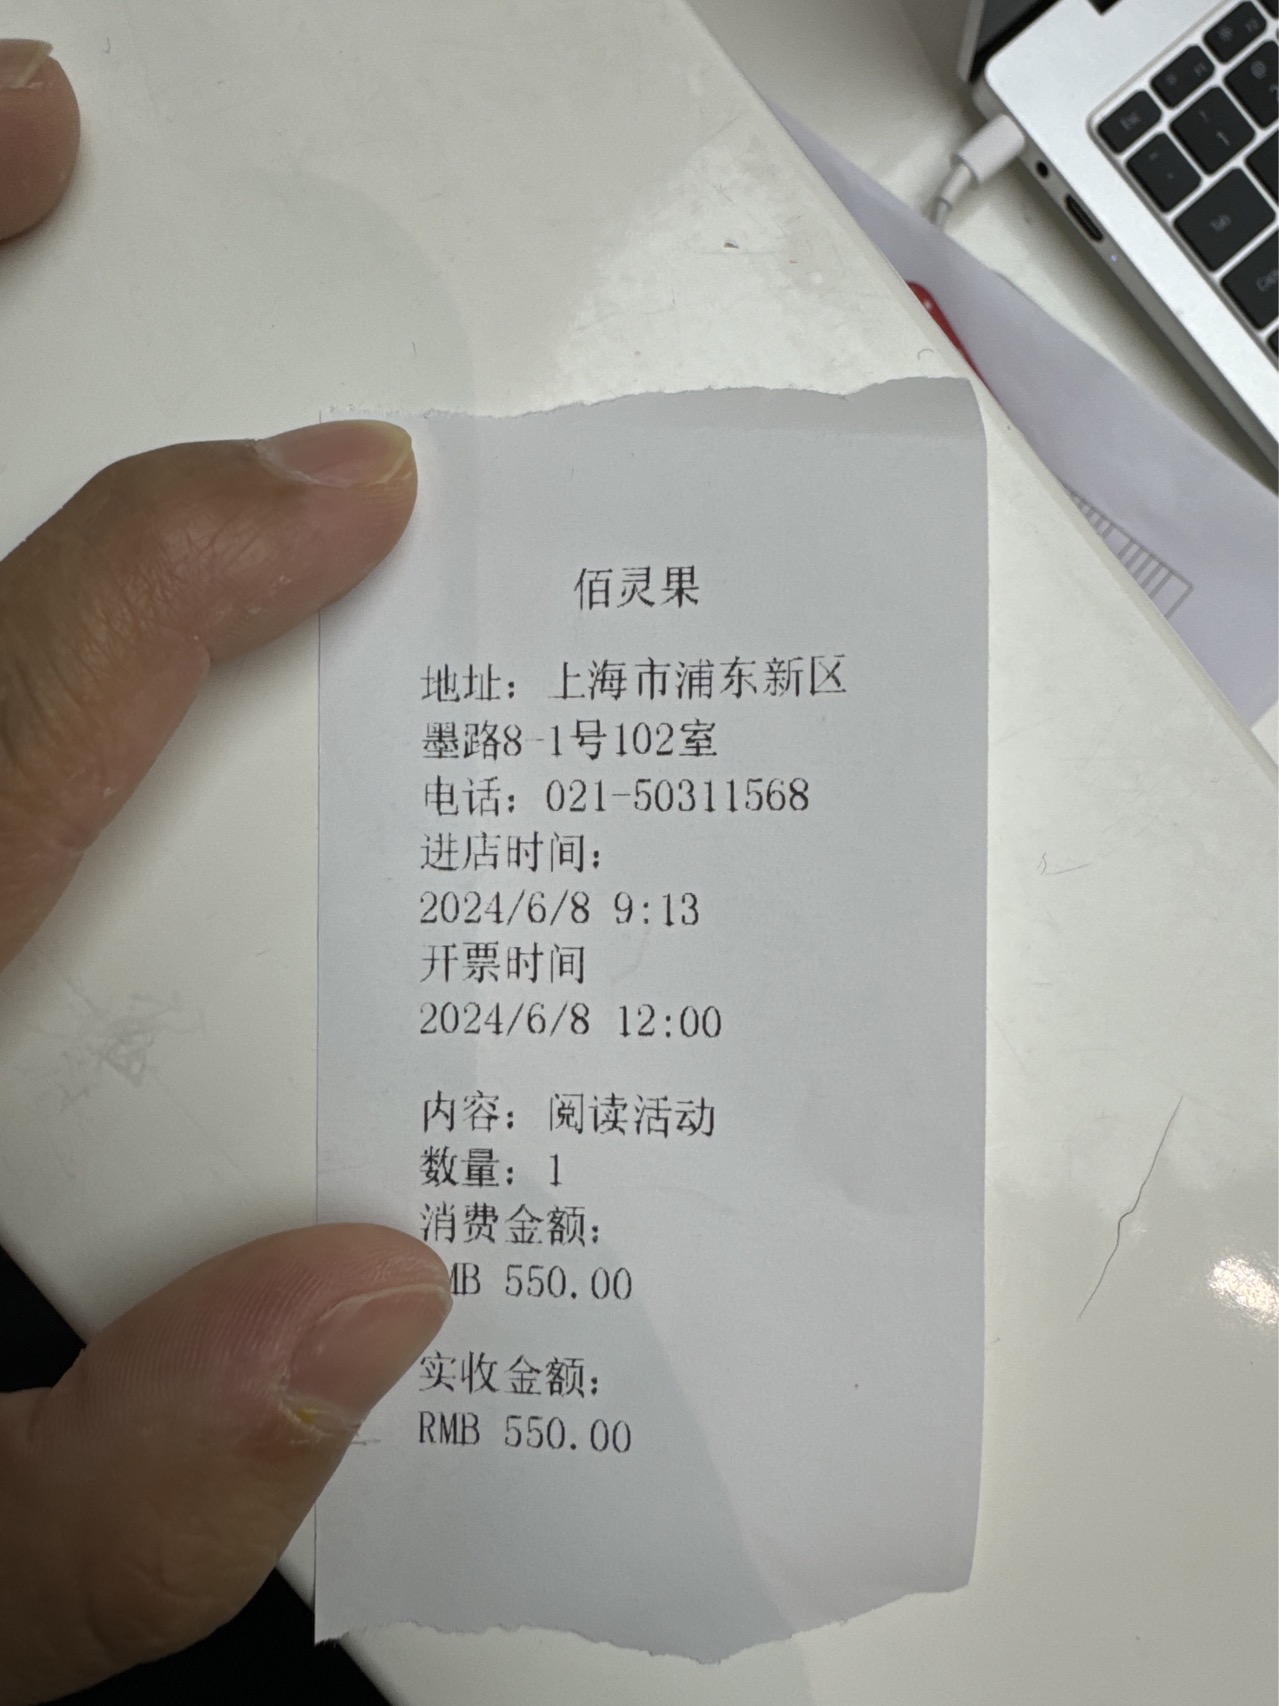 佰灵果
地址：上海市浦东新区
墨路8-1号102室
电话：021-50311568
进店时间：
2024/6/8 9:13
开票时间
2024/6/8 12:00
内容：阅读活动
数量：1
消费金额：
MB 550.00
实收金额：
RMB 550.00
esc
tab